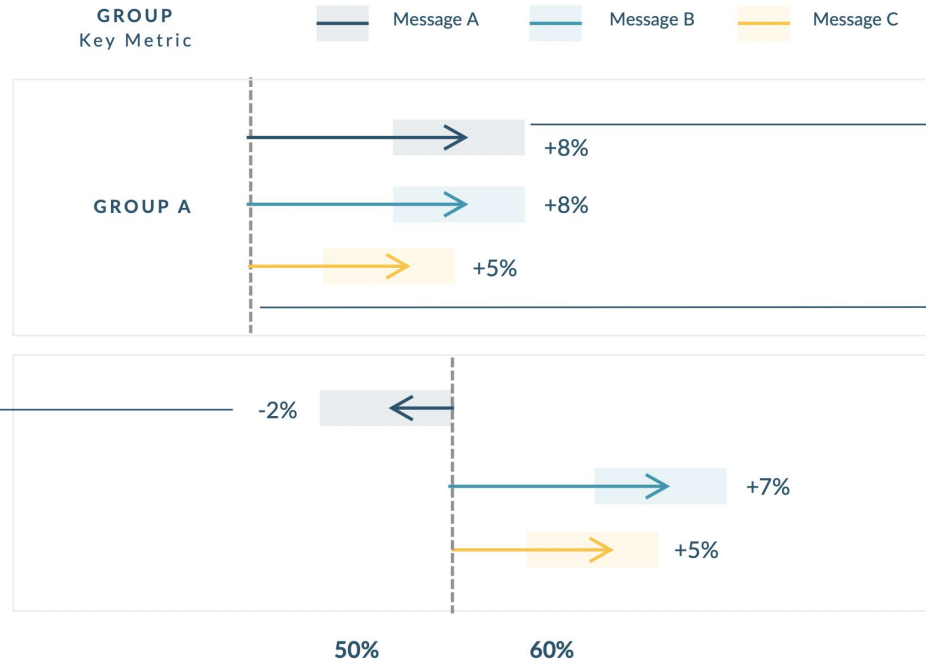 GROUP
Key Metric
Message A
Message B
Message C
+8%
GROUP A
+8%
+5%
-2%
+7%
+5%
50%
60%